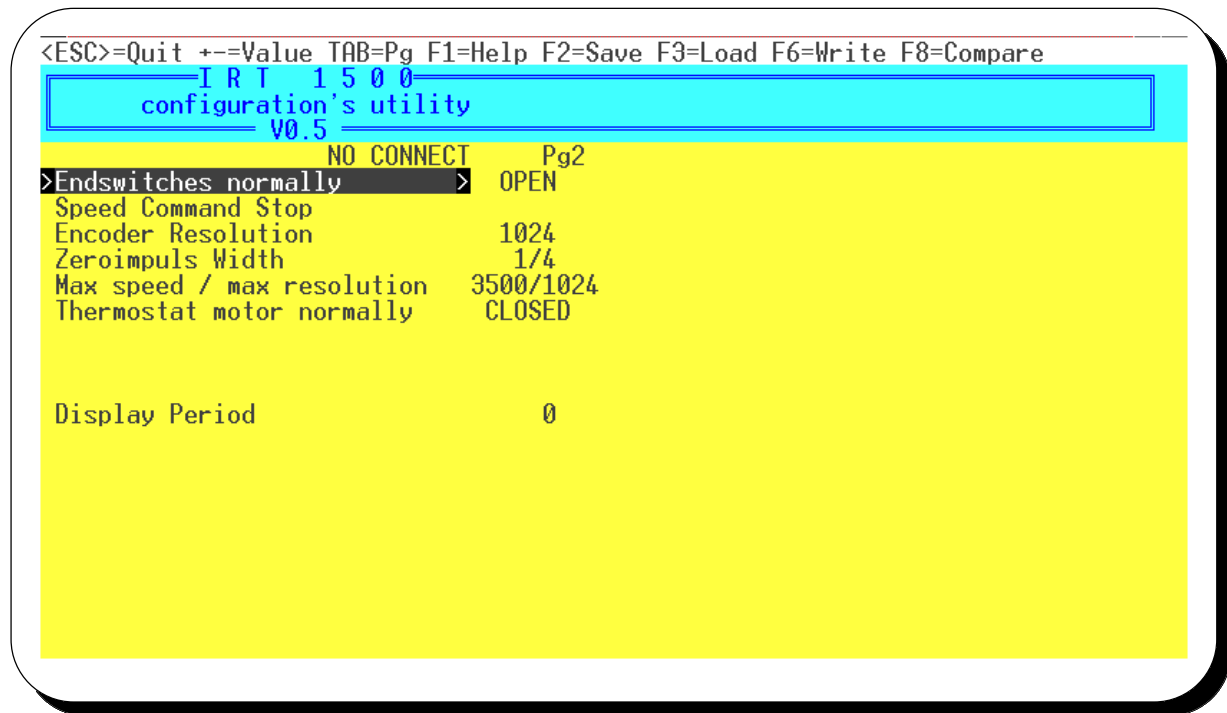 <ESC>=Quit +-=Value TAB=Pg F1=Help F2=Save F3=Load F6=Write F8=Compare
I R T 1 5 0 0
configuration's utility
V0.5
NO CONNECT Pg2
>Endswitches normally > OPEN
Speed Command Stop
Encoder Resolution 1024
Zeroimpuls Width 1/4
Max speed / max resolution 3500/1024
Thermostat motor normally CLOSED
Display Period 0